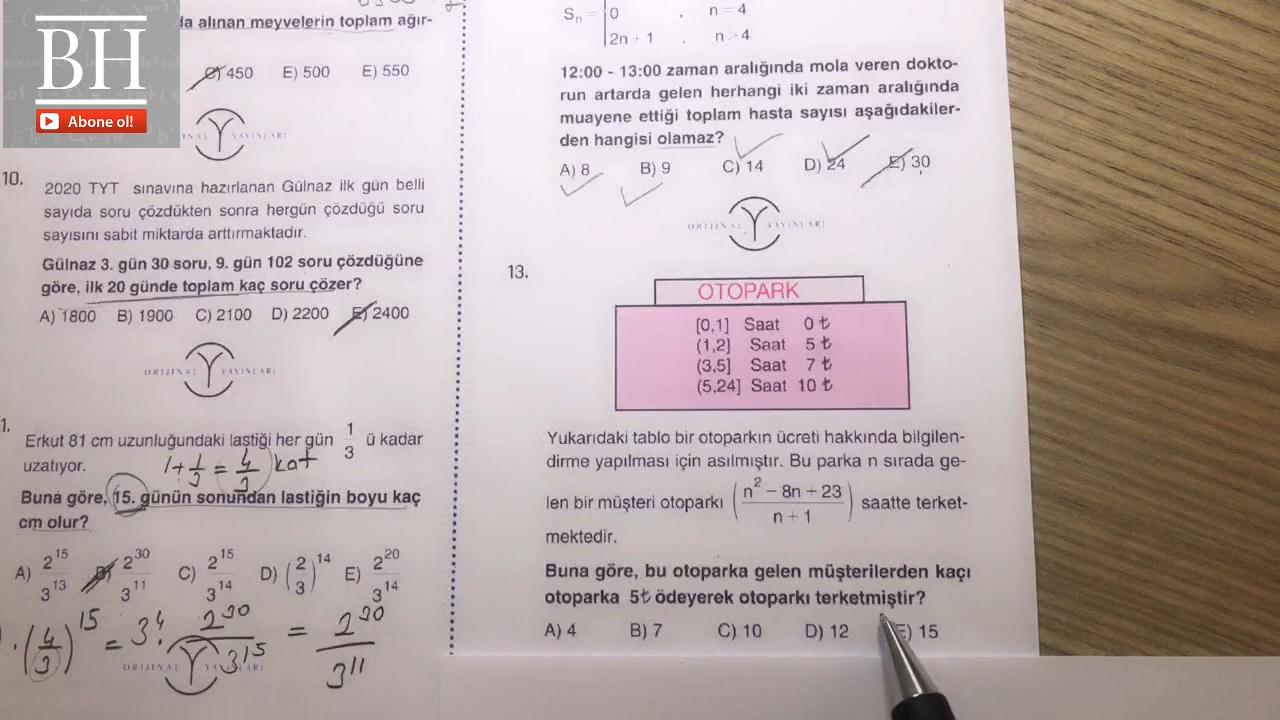 BH
Abone ol!
da alınan meyvelerin toplam ağır-
C) 450 E) 500 E) 550
YAYINLARI
10.
2020 TYT sınavına hazırlanan Gülnaz ilk gün belli
sayıda soru çözdükten sonra hergün çözdüğü soru
sayısını sabit miktarda arttırmaktadır.
Gülnaz 3. gün 30 soru, 9. gün 102 soru çözdüğüne
göre, ilk 20 günde toplam kaç soru çözer?
A) 1800 B) 1900 C) 2100 D) 2200 E) 2400
ORIJINAL YAYINLARI
1.
Erkut 81 cm uzunluğundaki lastiği her gün 1/3 ü kadar
uzatıyor.
1+1/3 = 4/3 kat
Buna göre, 15. günün sonundan lastiğin boyu kaç
cm olur?
A) 2^15/3^13 B) 2^30/3^11 C) 2^15/3^14 D) (2/3)^14 E) 2^20/3^14
. (4/3)^15 = 3^4 . 2^30/3^15 = 2^30/3^11
ORIJINAL YAYINLARI
Sn = 0 , n = 4
2n + 1 , n > 4
12:00 - 13:00 zaman aralığında mola veren dokto-
run artarda gelen herhangi iki zaman aralığında
muayene ettiği toplam hasta sayısı aşağıdakiler-
den hangisi olamaz?
A) 8 B) 9 C) 14 D) 24 E) 30
ORIJINAL YAYINLARI
13.
OTOPARK
[0,1] Saat 0 ₺
(1,2] Saat 5 ₺
(3,5] Saat 7 ₺
(5,24] Saat 10 ₺
Yukarıdaki tablo bir otoparkın ücreti hakkında bilgilen-
dirme yapılması için asılmıştır. Bu parka n sırada ge-
len bir müşteri otoparkı (n^2 – 8n + 23 / n + 1) saatte terket-
mektedir.
Buna göre, bu otoparka gelen müşterilerden kaçı
otoparka 5₺ ödeyerek otoparkı terketmiştir?
A) 4 B) 7 C) 10 D) 12 E) 15